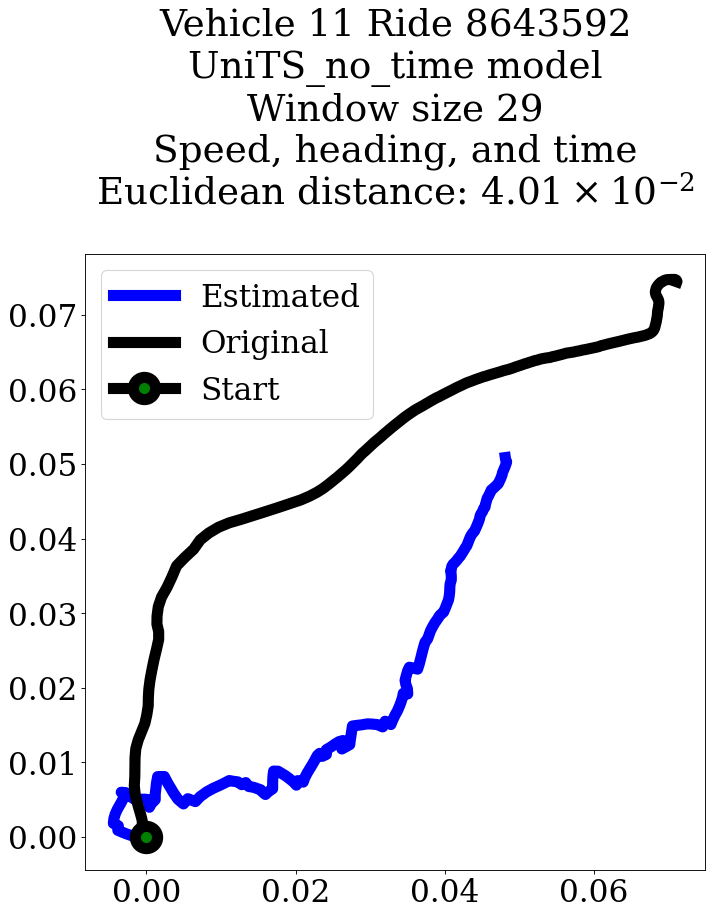 Vehicle 11 Ride 8643592
UniTS_no_time model
Window size 29
Speed, heading, and time
Euclidean distance: 4.01 × 10⁻²
Estimated
Original
Start
0.07
0.06
0.05
0.04
0.03
0.02
0.01
0.00
0.00 0.02 0.04 0.06